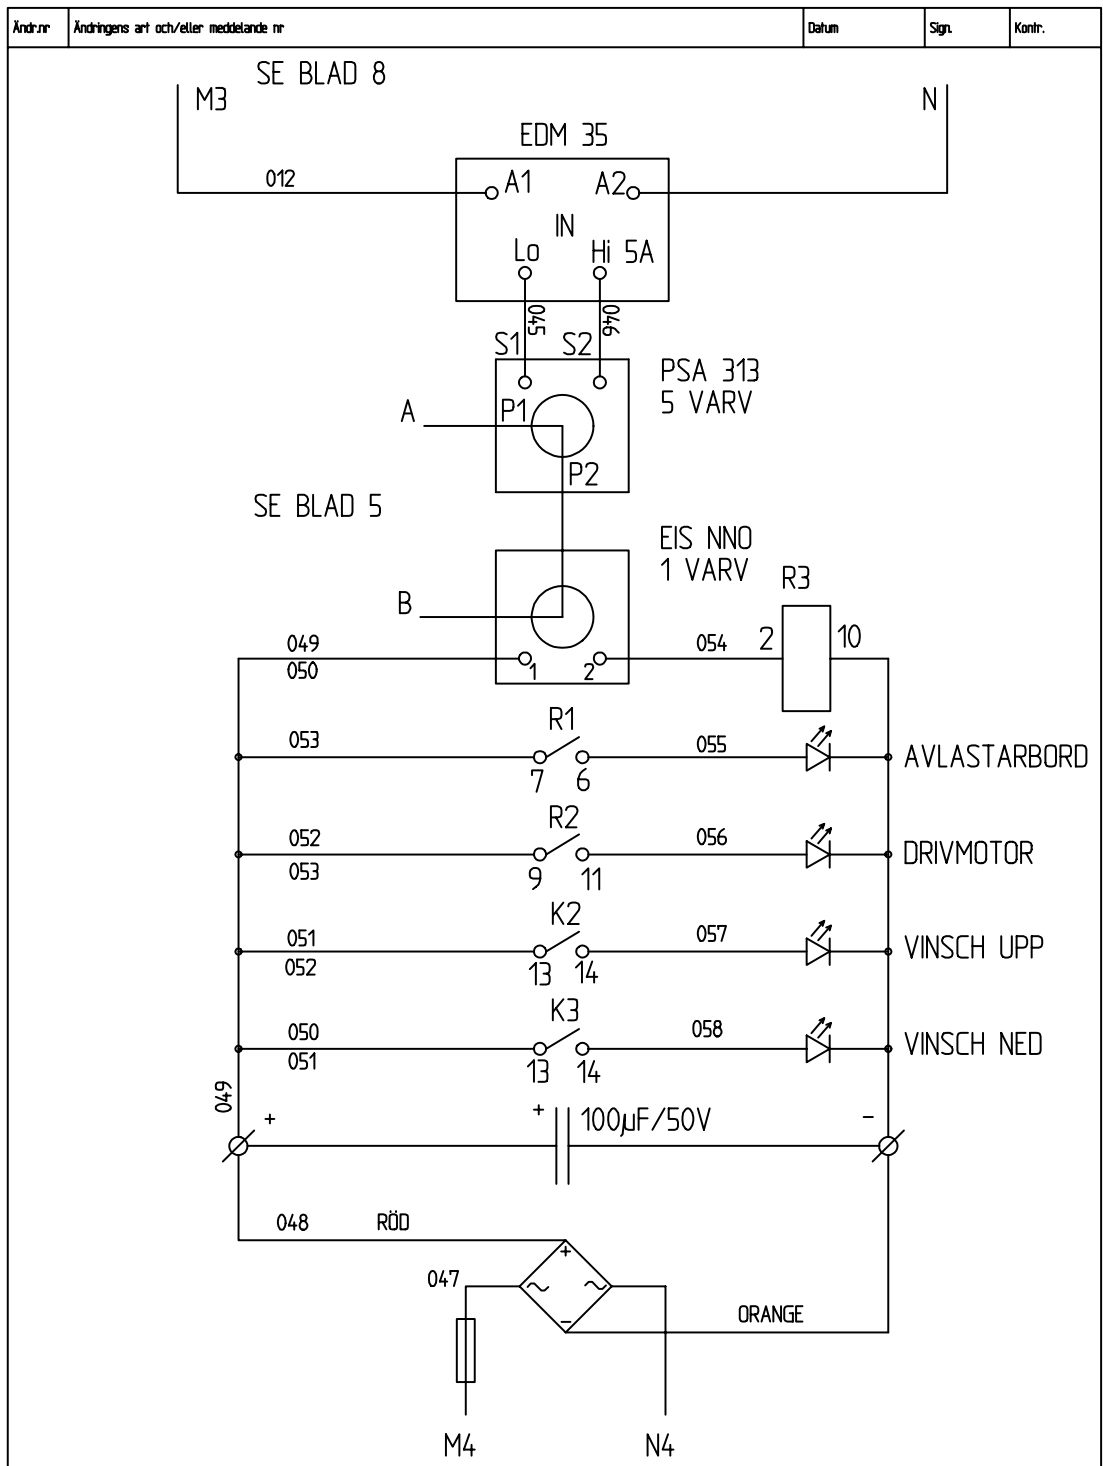 Ändr.nr Ändringens art och/eller meddelande nr Datum Sign. Kontr.
SE BLAD 8
M3 N
EDM 35
012 A1 A2
IN
Lo Hi 5A
045 046
S1 S2
PSA 313
5 VARV
A P1
P2
SE BLAD 5
EIS NNO
1 VARV
R3
B
049 054 2 10
050 1 2
R1
053 055 AVLASTARBORD
7 6
R2
052 056 DRIVMOTOR
053 9 11
K2
051 057 VINSCH UPP
052 13 14
K3
050 058 VINSCH NED
051 13 14
049
+ + 100µF/50V -
048 RÖD
+
047 ~ ~
- ORANGE
M4 N4